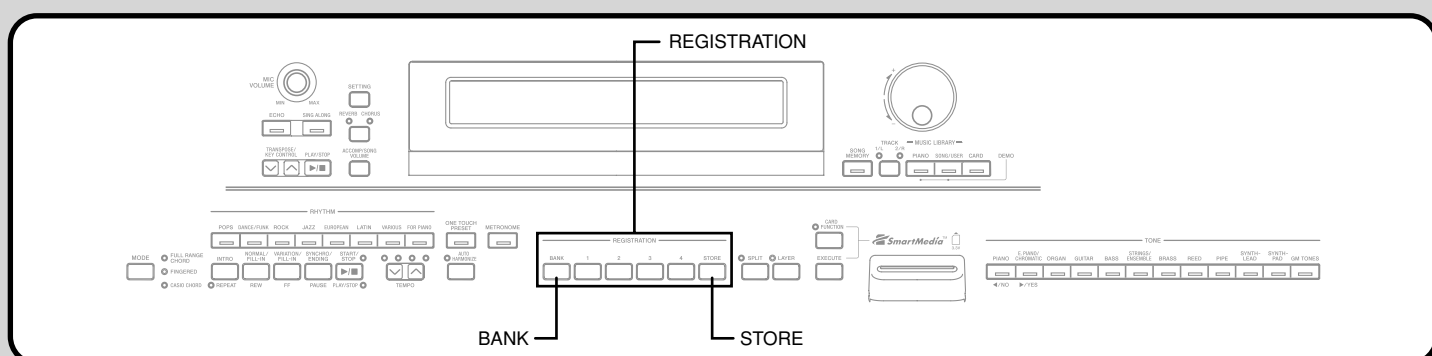 REGISTRATION
MIC
VOLUME
MIN MAX
SETTING
REVERB CHORUS
ECHO SING ALONG
TRANSPOSE/
KEY CONTROL PLAY/STOP
ACCOMP/SONG
VOLUME
+
–
SONG
MEMORY
TRACK
1/L 2/R
MUSIC LIBRARY
PIANO SONG/USER CARD
DEMO
RHYTHM
POPS DANCE/FUNK ROCK JAZZ EUROPEAN LATIN VARIOUS FOR PIANO
ONE TOUCH
PRESET
METRONOME
MODE
FULL RANGE
CHORD
FINGERED
CASIO CHORD
INTRO
NORMAL/
FILL-IN
VARIATION/
FILL-IN
SYNCHRO/
ENDING
START/
STOP
REPEAT REW FF PAUSE PLAY/STOP
TEMPO
AUTO
HARMONIZE
REGISTRATION
BANK 1 2 3 4 STORE
SPLIT LAYER
CARD
FUNCTION
EXECUTE
SmartMedia™
TONE
PIANO
E.PIANO/
CHROMATIC
ORGAN GUITAR BASS
STRINGS/
ENSEMBLE
BRASS REED PIPE
SYNTH-
LEAD
SYNTH-
PAD
GM TONES
◀/NO ▶/YES
BANK
STORE